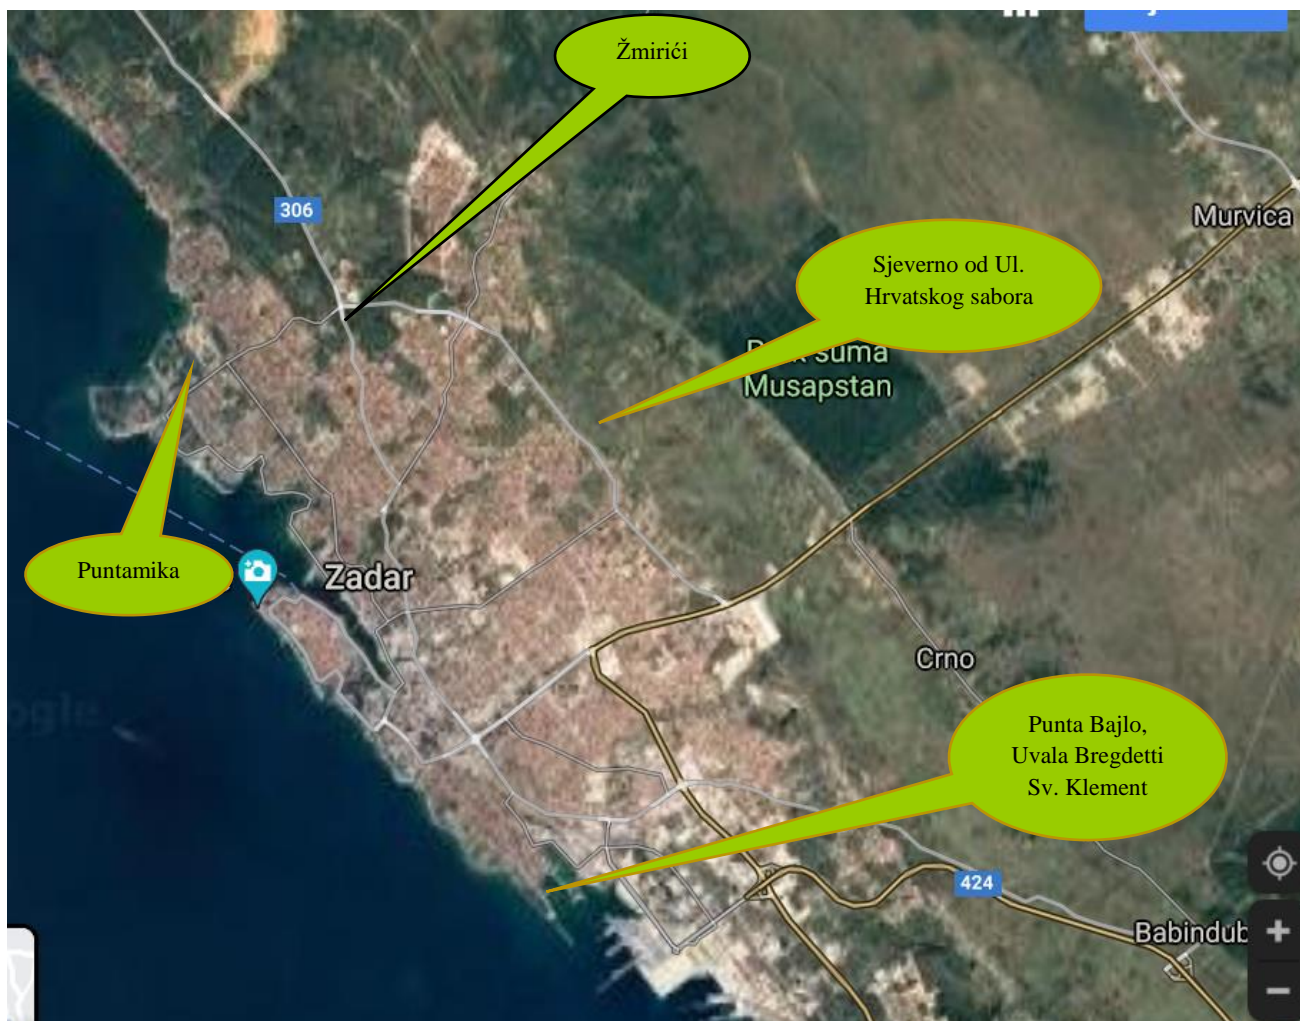 Žmirići
306
Murvica
Sjeverno od Ul.
Hrvatskog sabora
Musapstan
Puntamika
Zadar
Crno
Punta Bajlo,
Uvala Bregdetti
Sv. Klement
424
Babindub